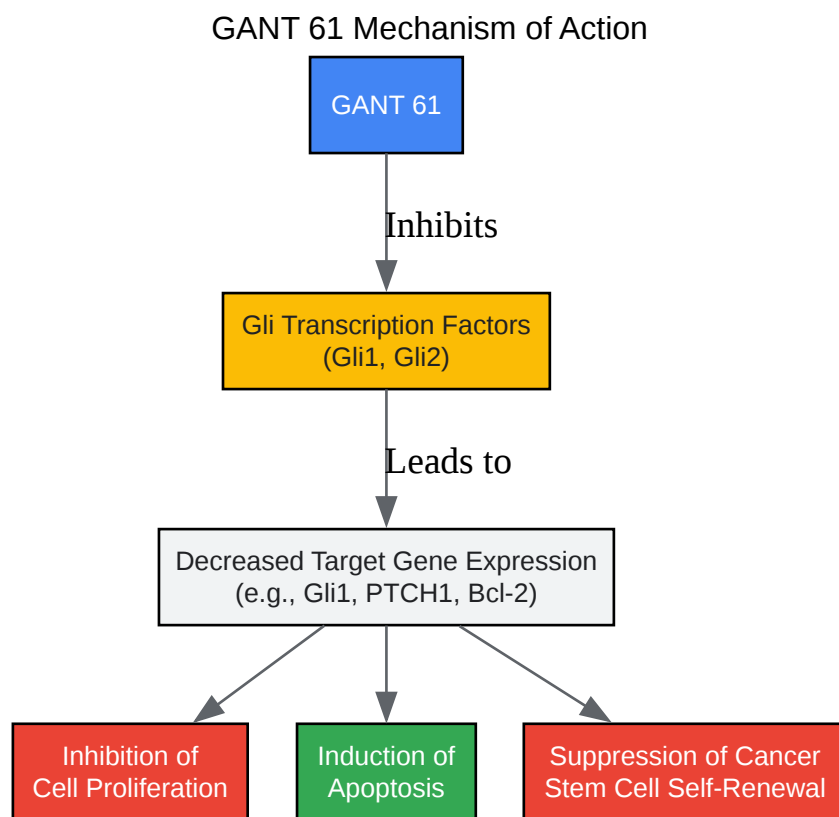 GANT 61 Mechanism of Action
GANT 61
Inhibits
Gli Transcription Factors
(Gli1, Gli2)
Leads to
Decreased Target Gene Expression
(e.g., Gli1, PTCH1, Bcl-2)
Inhibition of
Cell Proliferation
Induction of
Apoptosis
Suppression of Cancer
Stem Cell Self-Renewal